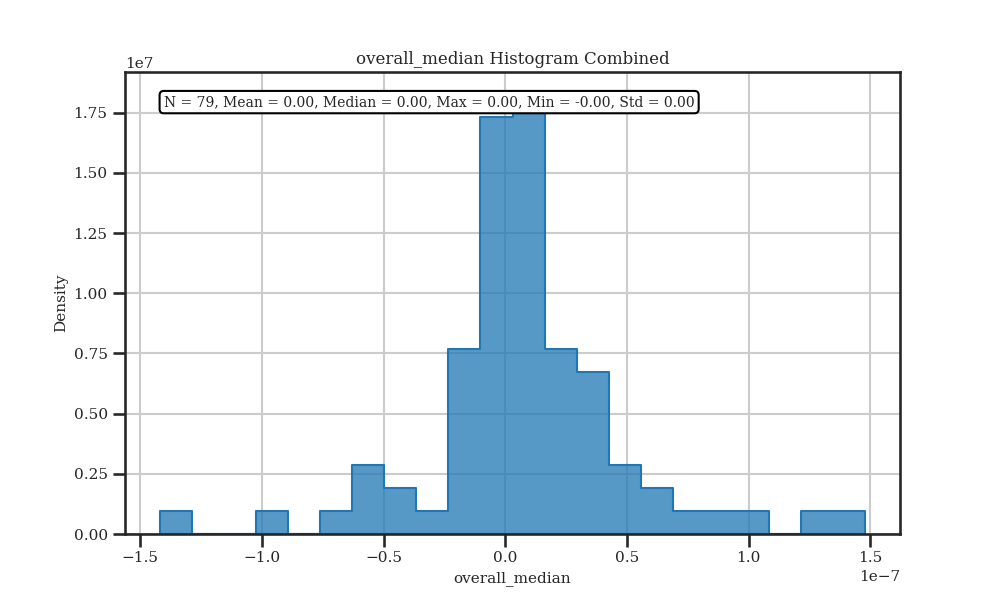 overall_median Histogram Combined
1e7
N = 79, Mean = 0.00, Median = 0.00, Max = 0.00, Min = -0.00, Std = 0.00
1.75
1.50
1.25
1.00
0.75
0.50
0.25
0.00
Density
−1.5 −1.0 −0.5 0.0 0.5 1.0 1.5
1e−7
overall_median